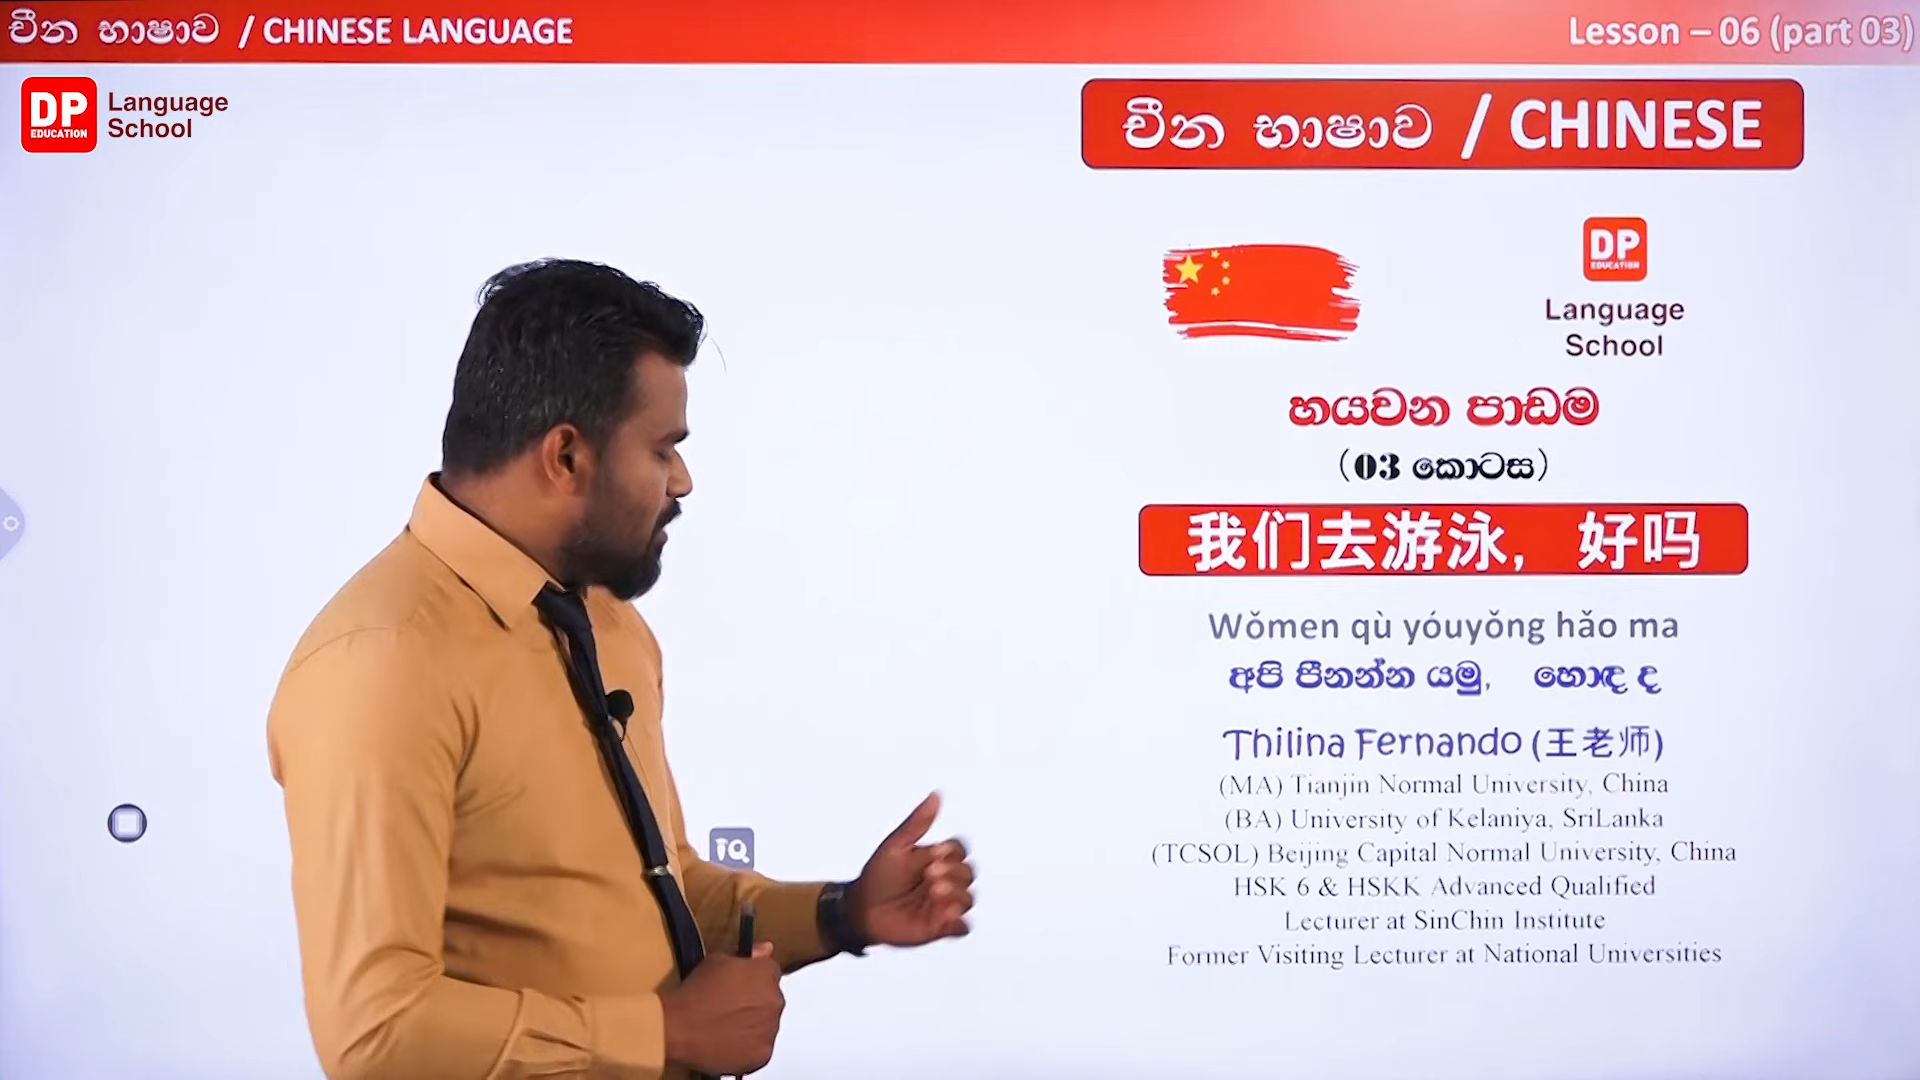 චීන භාෂාව / CHINESE LANGUAGE
Lesson – 06 (part 03)
DP
EDUCATION
Language
School
චීන භාෂාව / CHINESE
DP
EDUCATION
Language
School
හයවන පාඩම
(03 කොටස)
我们去游泳, 好吗
Wǒmen qù yóuyǒng hǎo ma
අපි පීනන්න යමු, හොඳ ද
Thilina Fernando (王老师)
(MA) Tianjin Normal University, China
(BA) University of Kelaniya, SriLanka
(TCSOL) Beijing Capital Normal University, China
HSK 6 & HSKK Advanced Qualified
Lecturer at SinChin Institute
Former Visiting Lecturer at National Universities